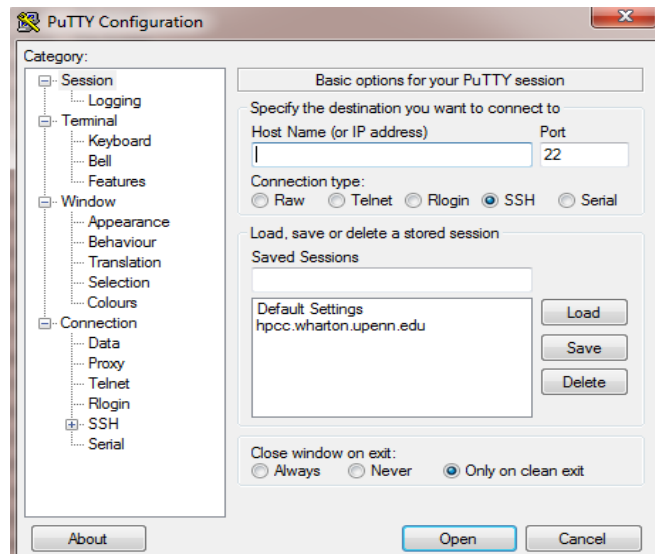 PuTTY Configuration
Category:
Session
Logging
Terminal
Keyboard
Bell
Features
Window
Appearance
Behaviour
Translation
Selection
Colours
Connection
Data
Proxy
Telnet
Rlogin
SSH
Serial
Basic options for your PuTTY session
Specify the destination you want to connect to
Host Name (or IP address) Port
22
Connection type:
Raw Telnet Rlogin SSH Serial
Load, save or delete a stored session
Saved Sessions
Default Settings
hpcc.wharton.upenn.edu
Load
Save
Delete
Close window on exit:
Always Never Only on clean exit
About Open Cancel